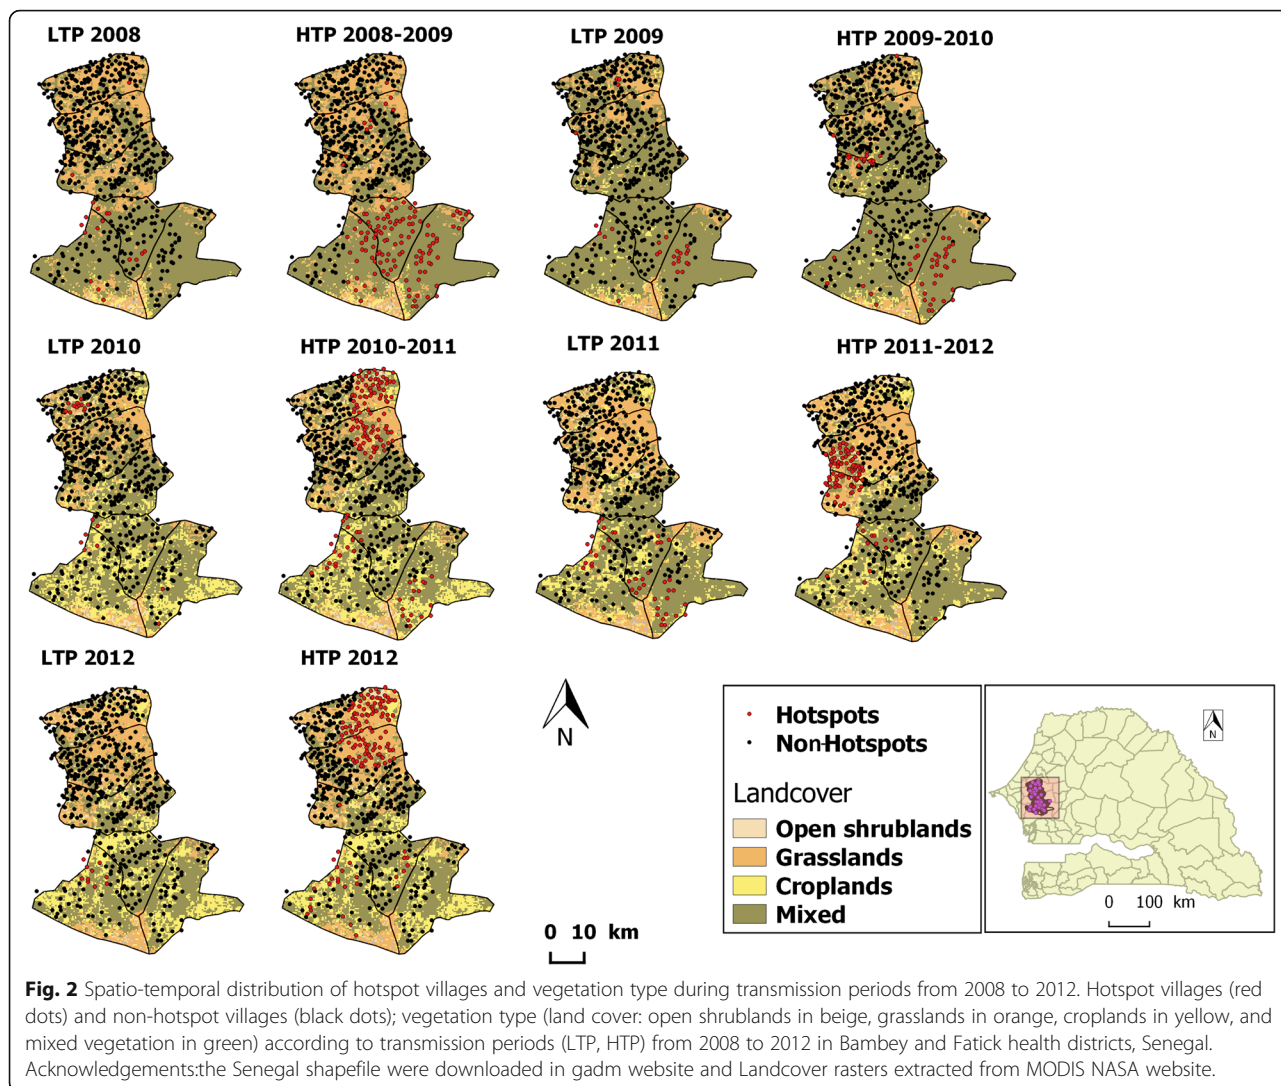 LTP 2008
HTP 2008-2009
LTP 2009
HTP 2009-2010
LTP 2010
HTP 2010-2011
LTP 2011
HTP 2011-2012
LTP 2012
HTP 2012
N
0 10 km
Hotspots
Non-Hotspots
Landcover
Open shrublands
Grasslands
Croplands
Mixed
N
0 100 km
Fig. 2 Spatio-temporal distribution of hotspot villages and vegetation type during transmission periods from 2008 to 2012. Hotspot villages (red
dots) and non-hotspot villages (black dots); vegetation type (land cover: open shrublands in beige, grasslands in orange, croplands in yellow, and
mixed vegetation in green) according to transmission periods (LTP, HTP) from 2008 to 2012 in Bambey and Fatick health districts, Senegal.
Acknowledgements:the Senegal shapefile were downloaded in gadm website and Landcover rasters extracted from MODIS NASA website.